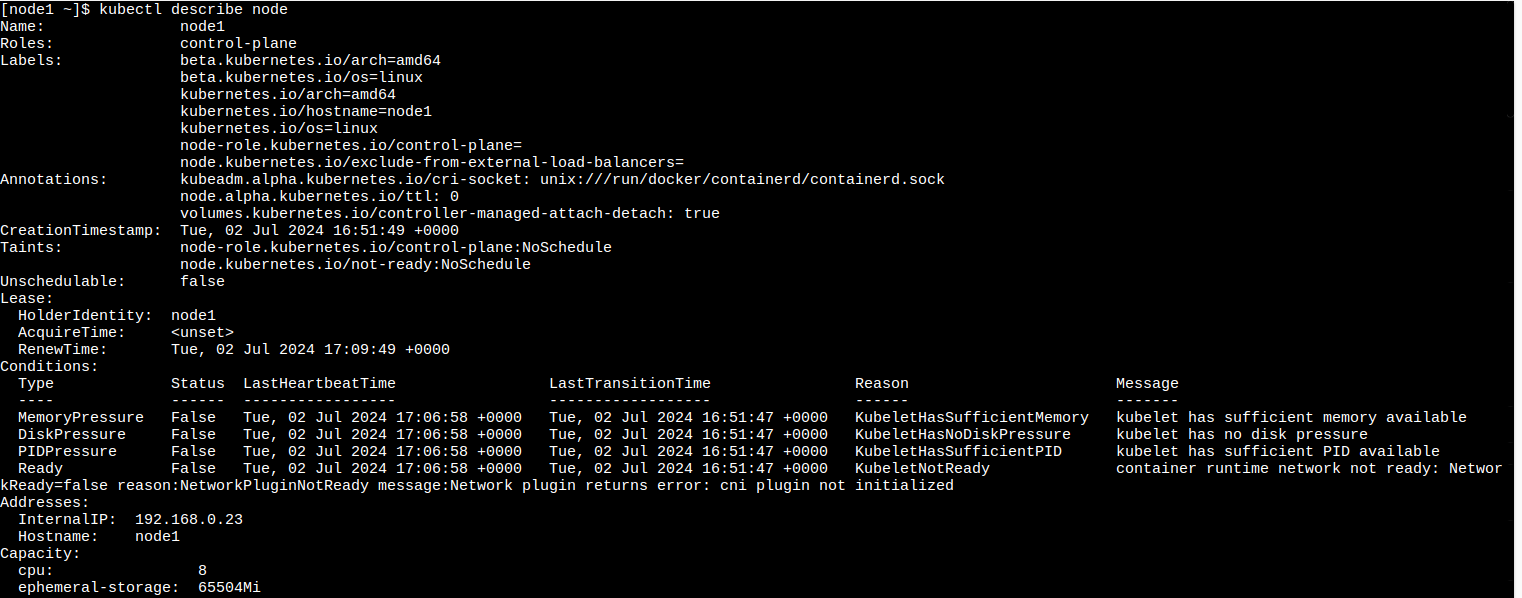 [node1 ~]$ kubectl describe node
Name:               node1
Roles:              control-plane
Labels:             beta.kubernetes.io/arch=amd64
                    beta.kubernetes.io/os=linux
                    kubernetes.io/arch=amd64
                    kubernetes.io/hostname=node1
                    kubernetes.io/os=linux
                    node-role.kubernetes.io/control-plane=
                    node.kubernetes.io/exclude-from-external-load-balancers=
Annotations:        kubeadm.alpha.kubernetes.io/cri-socket: unix:///run/docker/containerd/containerd.sock
                    node.alpha.kubernetes.io/ttl: 0
                    volumes.kubernetes.io/controller-managed-attach-detach: true
CreationTimestamp:  Tue, 02 Jul 2024 16:51:49 +0000
Taints:             node-role.kubernetes.io/control-plane:NoSchedule
                    node.kubernetes.io/not-ready:NoSchedule
Unschedulable:      false
Lease:
  HolderIdentity:  node1
  AcquireTime:     <unset>
  RenewTime:       Tue, 02 Jul 2024 17:09:49 +0000
Conditions:
  Type             Status  LastHeartbeatTime                 LastTransitionTime                Reason                       Message
  ----             ------  -----------------                 ------------------                ------                       -------
  MemoryPressure   False   Tue, 02 Jul 2024 17:06:58 +0000   Tue, 02 Jul 2024 16:51:47 +0000   KubeletHasSufficientMemory   kubelet has sufficient memory available
  DiskPressure     False   Tue, 02 Jul 2024 17:06:58 +0000   Tue, 02 Jul 2024 16:51:47 +0000   KubeletHasNoDiskPressure     kubelet has no disk pressure
  PIDPressure      False   Tue, 02 Jul 2024 17:06:58 +0000   Tue, 02 Jul 2024 16:51:47 +0000   KubeletHasSufficientPID      kubelet has sufficient PID available
  Ready            False   Tue, 02 Jul 2024 17:06:58 +0000   Tue, 02 Jul 2024 16:51:47 +0000   KubeletNotReady              container runtime network not ready: Networ
kReady=false reason:NetworkPluginNotReady message:Network plugin returns error: cni plugin not initialized
Addresses:
  InternalIP:  192.168.0.23
  Hostname:    node1
Capacity:
  cpu:                8
  ephemeral-storage:  65504Mi